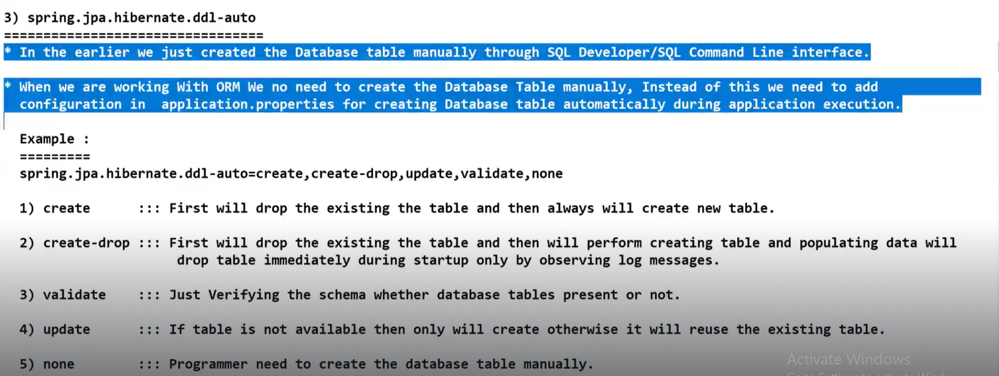 3) spring.jpa.hibernate.ddl-auto
=================================
* In the earlier we just created the Database table manually through SQL Developer/SQL Command Line interface.
* When we are working With ORM We no need to create the Database Table manually, Instead of this we need to add
configuration in  application.properties for creating Database table automatically during application execution.
Example :
=========
spring.jpa.hibernate.ddl-auto=create,create-drop,update,validate,none
1) create      ::: First will drop the existing the table and then always will create new table.
2) create-drop ::: First will drop the existing the table and then will perform creating table and populating data will
drop table immediately during startup only by observing log messages.
3) validate    ::: Just Verifying the schema whether database tables present or not.
4) update      ::: If table is not available then only will create otherwise it will reuse the existing table.
5) none        ::: Programmer need to create the database table manually.
Activate Windows